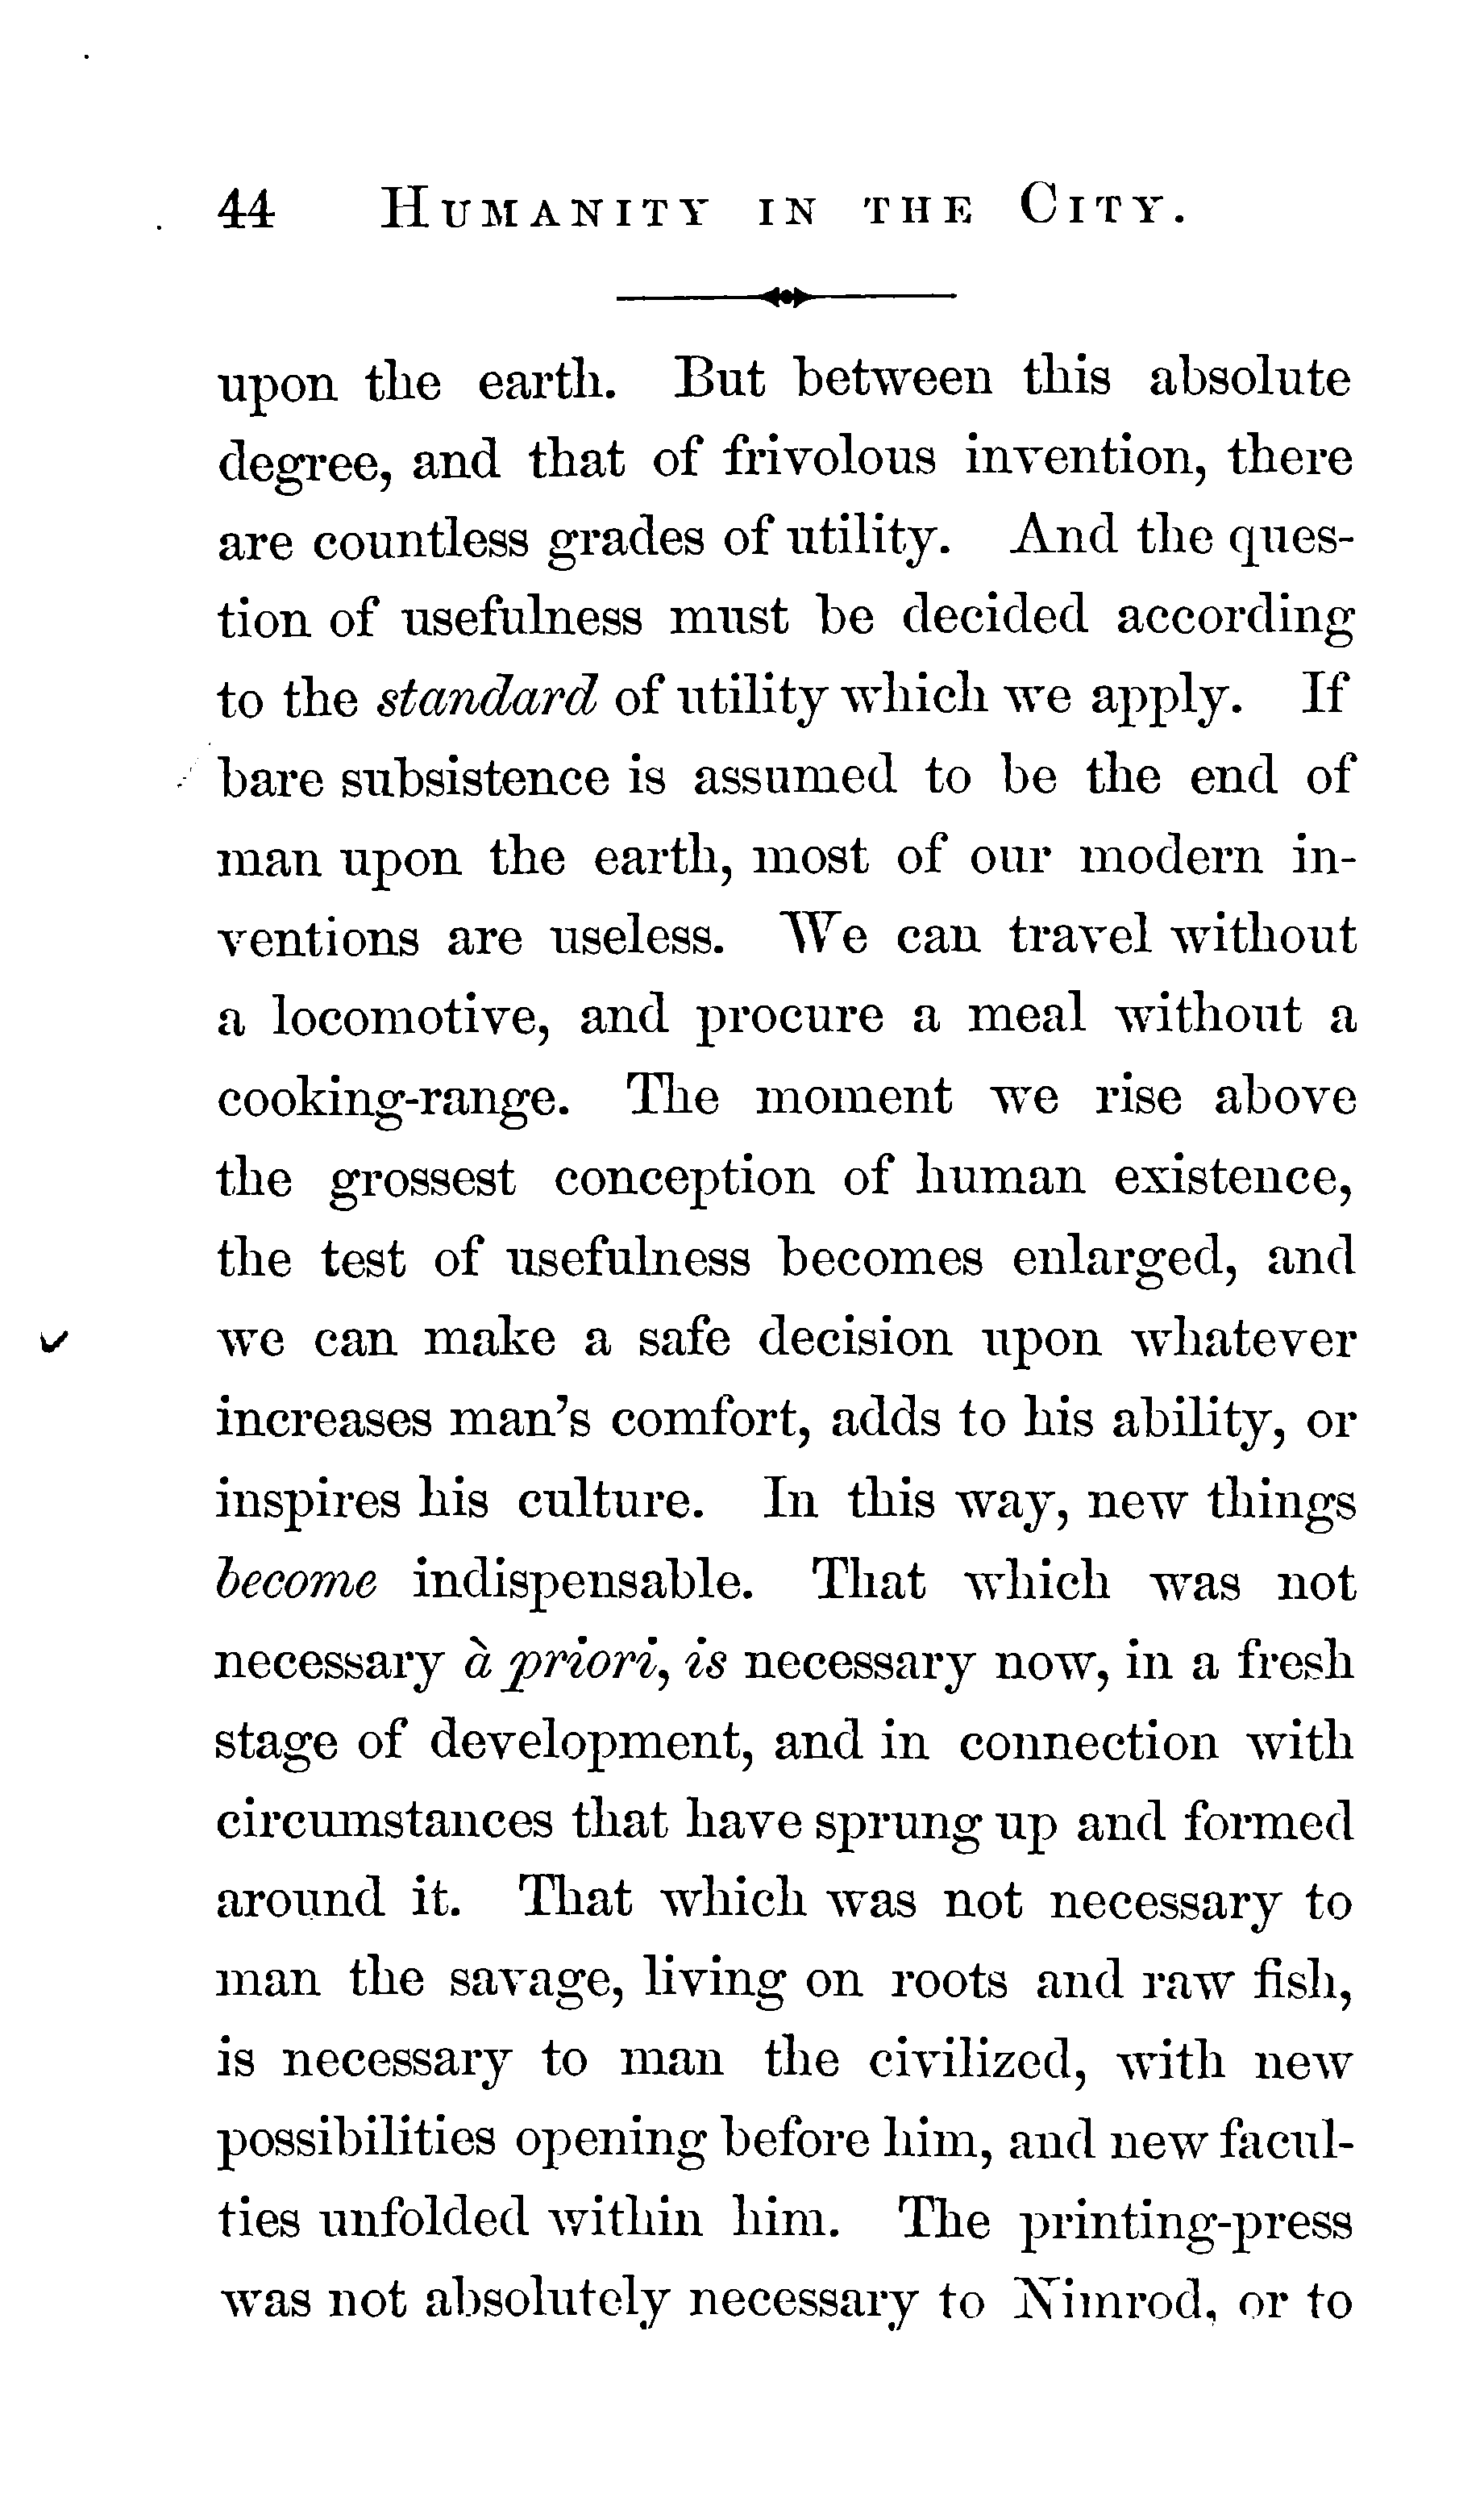 44 HUMANITY IN THE CITY.
upon the earth. But between this absolute
degree, and that of frivolous invention, there
are countless grades of utility. And the ques-
tion of usefulness must be decided according
to the standard of utility which we apply. If
bare subsistence is assumed to be the end of
man upon the earth, most of our modern in-
ventions are useless. We can travel without
a locomotive, and procure a meal without a
cooking-range. The moment we rise above
the grossest conception of human existence,
the test of usefulness becomes enlarged, and
we can make a safe decision upon whatever
increases man's comfort, adds to his ability, or
inspires his culture. In this way, new things
become indispensable. That which was not
necessary à priori, is necessary now, in a fresh
stage of development, and in connection with
circumstances that have sprung up and formed
around it. That which was not necessary to
man the savage, living on roots and raw fish,
is necessary to man the civilized, with new
possibilities opening before him, and new facul-
ties unfolded within him. The printing-press
was not absolutely necessary to Nimrod, or to